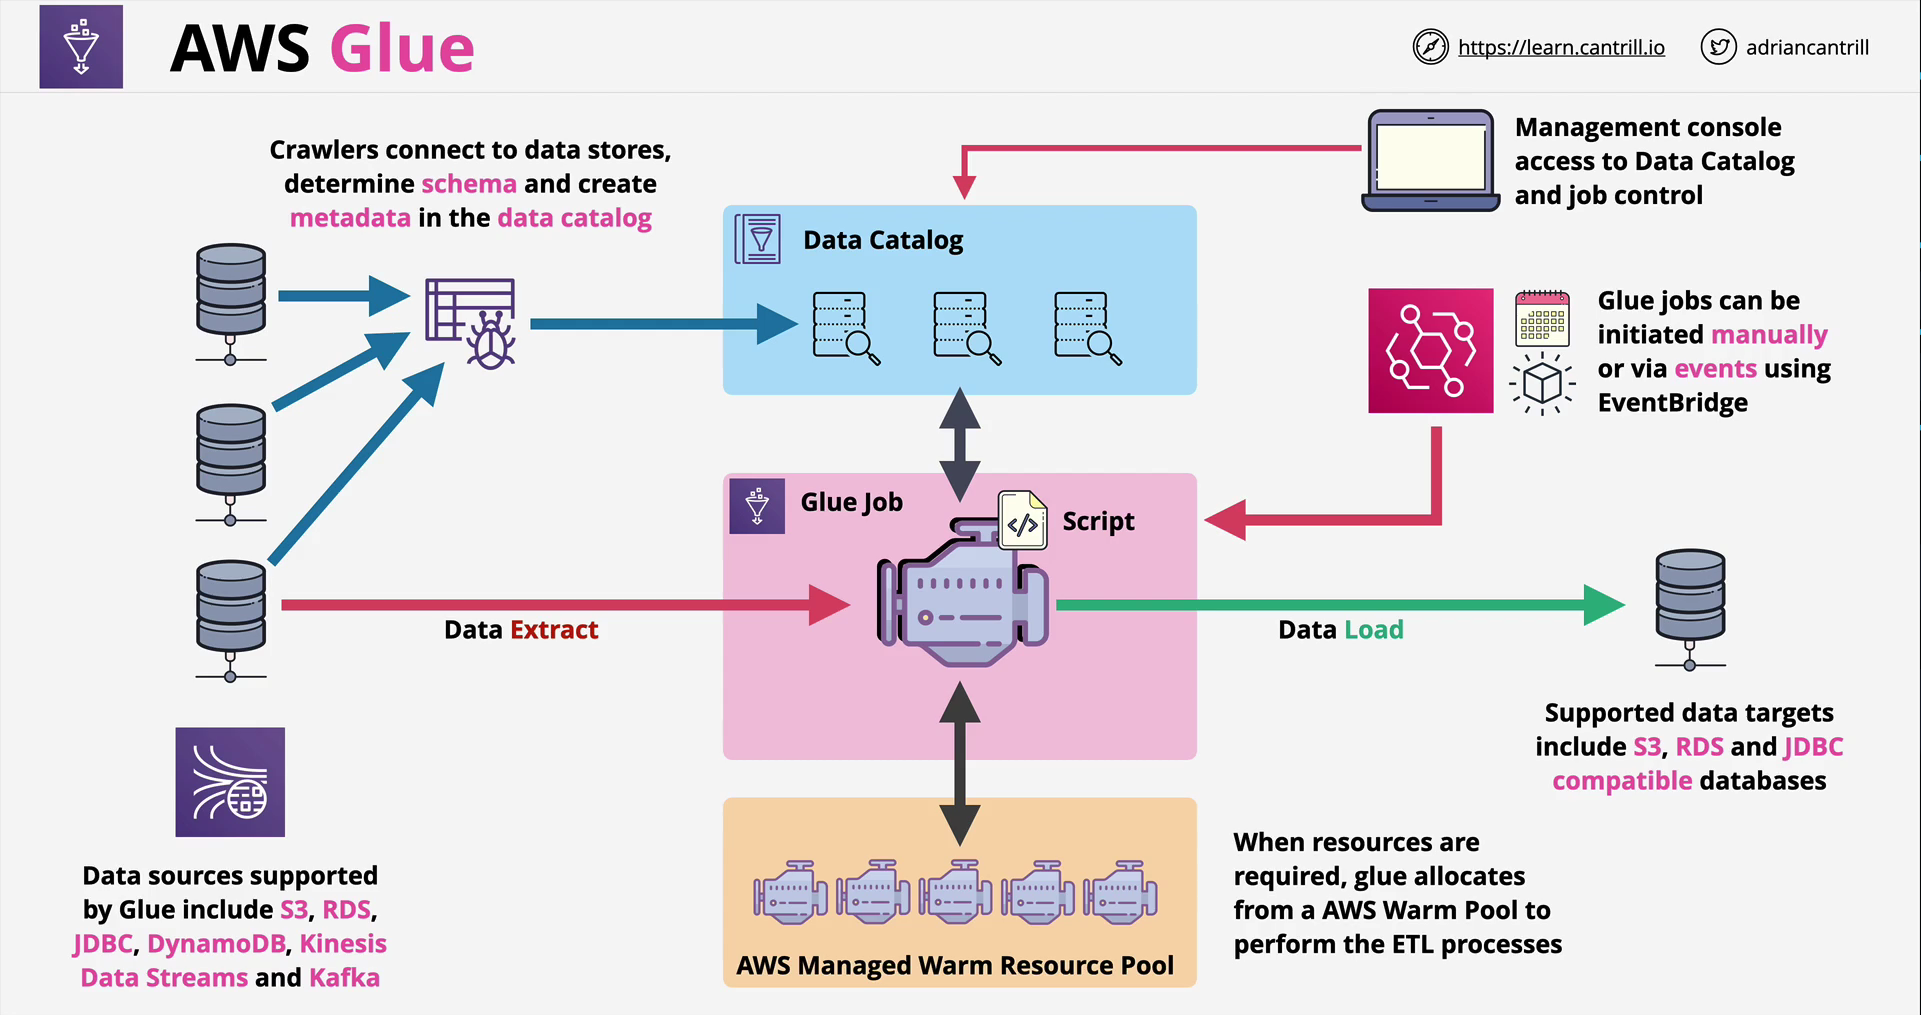 AWS Glue
https://learn.cantrill.io
adriancantrill
Crawlers connect to data stores,
determine schema and create
metadata in the data catalog
Management console
access to Data Catalog
and job control
Data Catalog
Glue jobs can be
initiated manually
or via events using
EventBridge
Glue Job
Script
</>
Data Extract
Data Load
Supported data targets
include S3, RDS and JDBC
compatible databases
Data sources supported
by Glue include S3, RDS,
JDBC, DynamoDB, Kinesis
Data Streams and Kafka
When resources are
required, glue allocates
from a AWS Warm Pool to
perform the ETL processes
AWS Managed Warm Resource Pool